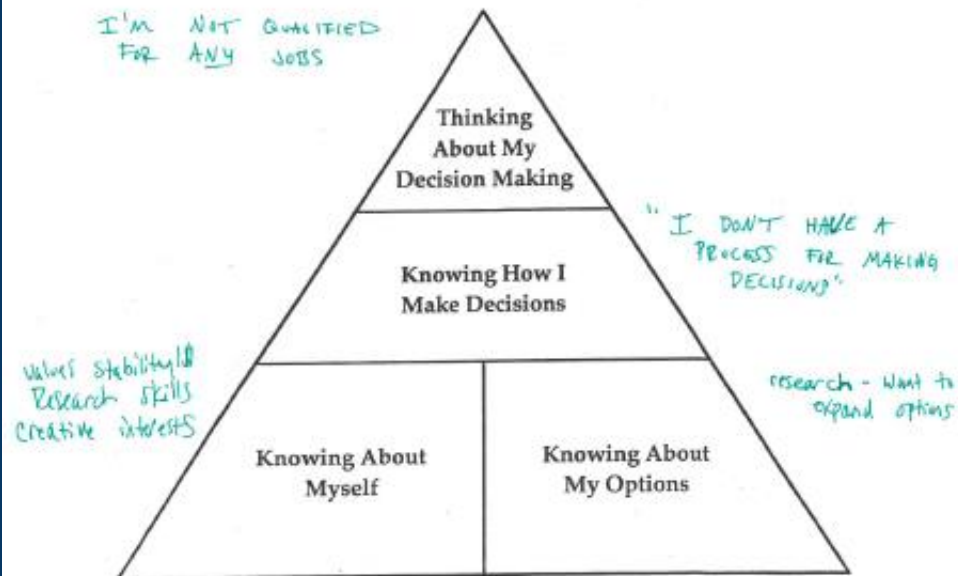 I'M NOT QUALIFIED
FOR ANY JOBS
Thinking
About My
Decision Making
" I DON'T HAVE A
PROCESS FOR MAKING
DECISIONS"
Knowing How I
Make Decisions
values stability/$
Research skills
Creative interests
research - want to
expand options
Knowing About
Myself
Knowing About
My Options